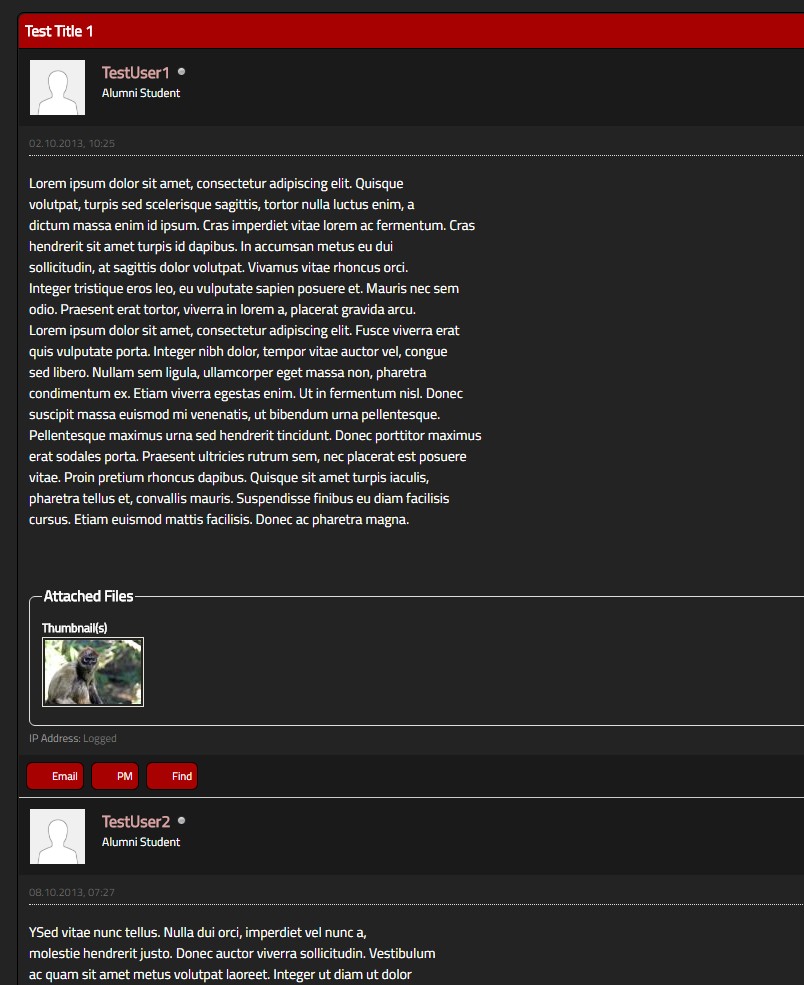 Test Title 1
TestUser1
Alumni Student
02.10.2013, 10:25
Lorem ipsum dolor sit amet, consectetur adipiscing elit. Quisque
volutpat, turpis sed scelerisque sagittis, tortor nulla luctus enim, a
dictum massa enim id ipsum. Cras imperdiet vitae lorem ac fermentum. Cras
hendrerit sit amet turpis id dapibus. In accumsan metus eu dui
sollicitudin, at sagittis dolor volutpat. Vivamus vitae rhoncus orci.
Integer tristique eros leo, eu vulputate sapien posuere et. Mauris nec sem
odio. Praesent erat tortor, viverra in lorem a, placerat gravida arcu.
Lorem ipsum dolor sit amet, consectetur adipiscing elit. Fusce viverra erat
quis vulputate porta. Integer nibh dolor, tempor vitae auctor vel, congue
sed libero. Nullam sem ligula, ullamcorper eget massa non, pharetra
condimentum ex. Etiam viverra egestas enim. Ut in fermentum nisl. Donec
suscipit massa euismod mi venenatis, ut bibendum urna pellentesque.
Pellentesque maximus urna sed hendrerit tincidunt. Donec porttitor maximus
erat sodales porta. Praesent ultricies rutrum sem, nec placerat est posuere
vitae. Proin pretium rhoncus dapibus. Quisque sit amet turpis iaculis,
pharetra tellus et, convallis mauris. Suspendisse finibus eu diam facilisis
cursus. Etiam euismod mattis facilisis. Donec ac pharetra magna.
Attached Files
Thumbnail(s)
IP Address: Logged
Email PM Find
TestUser2
Alumni Student
08.10.2013, 07:27
YSed vitae nunc tellus. Nulla dui orci, imperdiet vel nunc a,
molestie hendrerit justo. Donec auctor viverra sollicitudin. Vestibulum
ac quam sit amet metus volutpat laoreet. Integer ut diam ut dolor